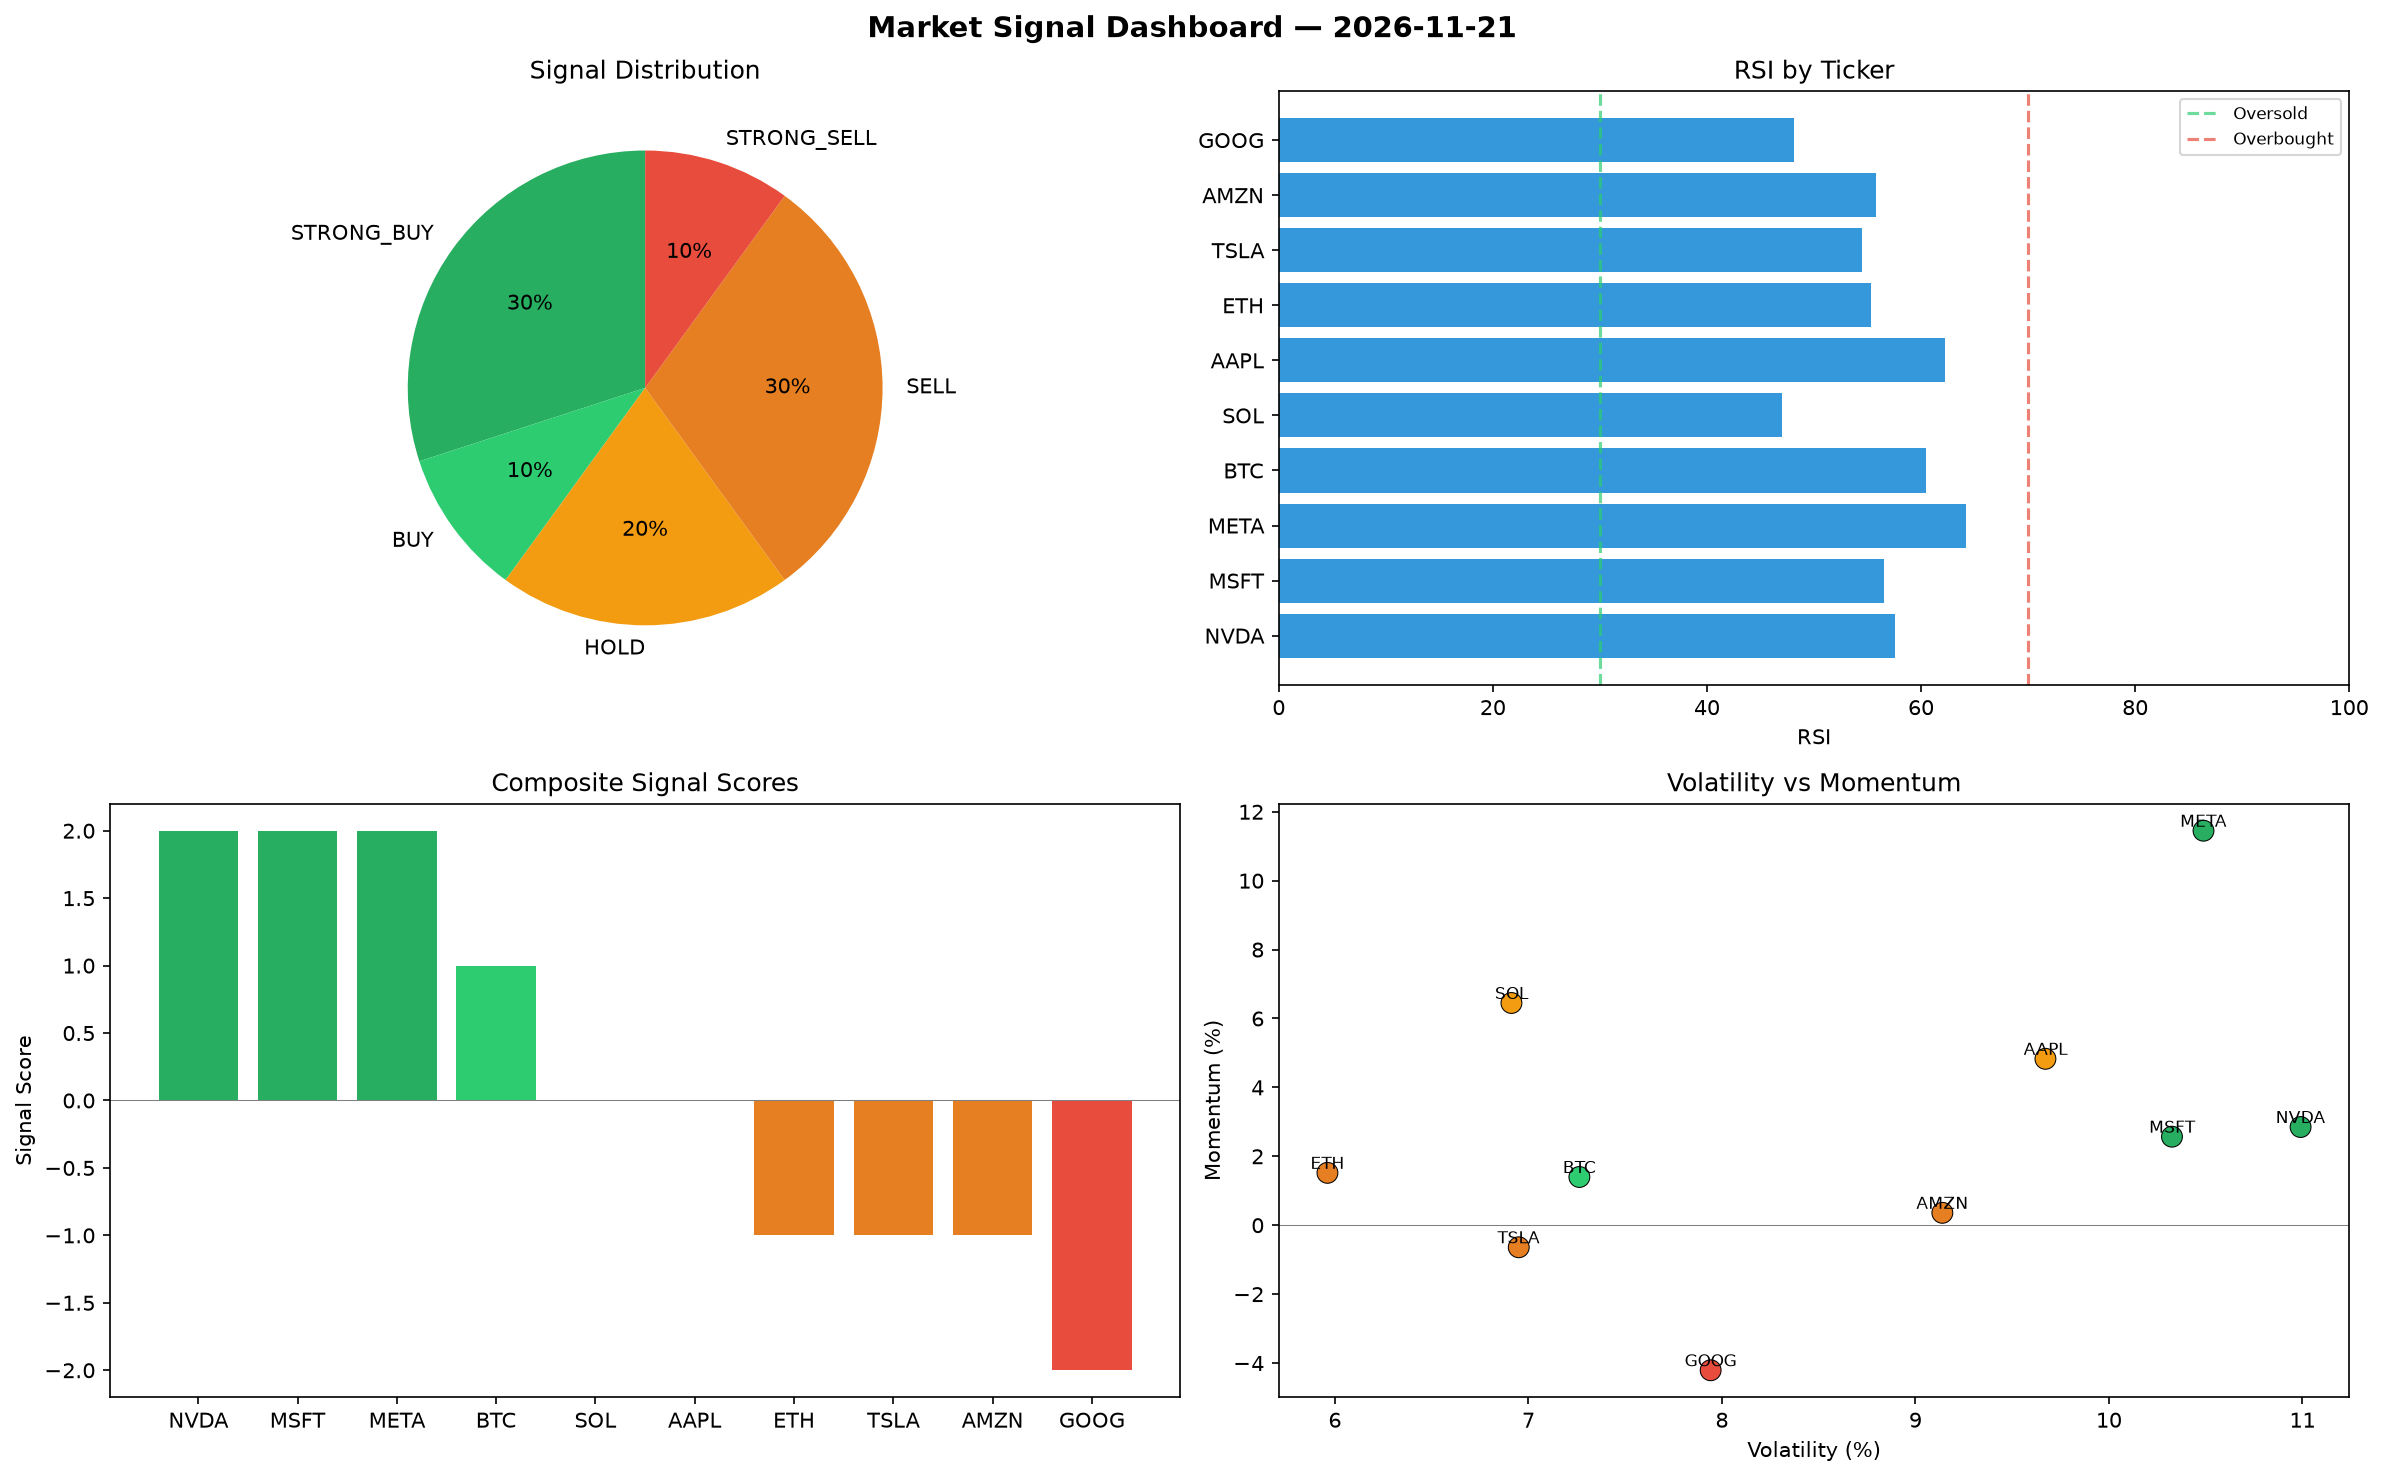 Market Signal Dashboard — 2026-11-21
Signal Distribution
STRONG_SELL
STRONG_BUY
10%
30%
30%
SELL
10%
20%
BUY
HOLD
RSI by Ticker
Oversold
Overbought
GOOG
AMZN
TSLA
ETH
AAPL
SOL
BTC
META
MSFT
NVDA
0 20 40 60 80 100
RSI
Composite Signal Scores
Signal Score
2.0
1.5
1.0
0.5
0.0
−0.5
−1.0
−1.5
−2.0
NVDA MSFT META BTC SOL AAPL ETH TSLA AMZN GOOG
Volatility vs Momentum
Momentum (%)
12
10
8
6
4
2
0
−2
−4
META
SOL
AAPL
NVDA
MSFT
ETH
BTC
AMZN
TSLA
GOOG
6 7 8 9 10 11
Volatility (%)